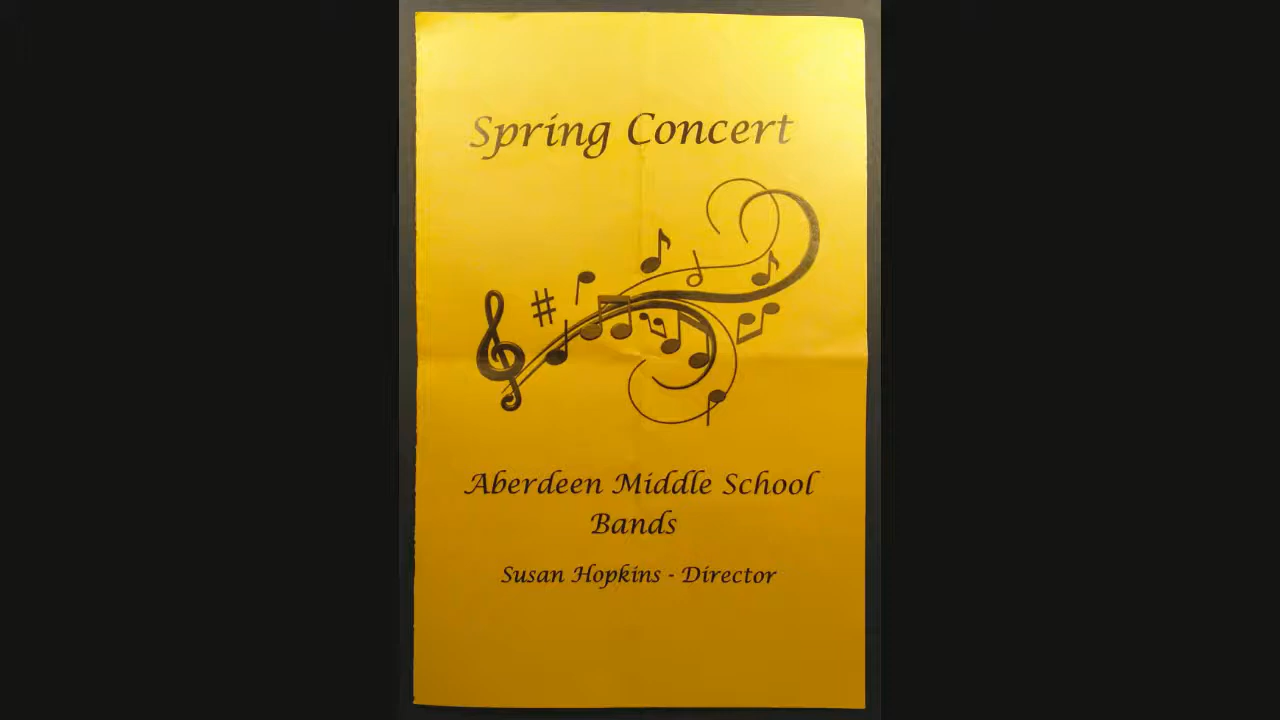 Spring Concert
Aberdeen Middle School
Bands
Susan Hopkins - Director